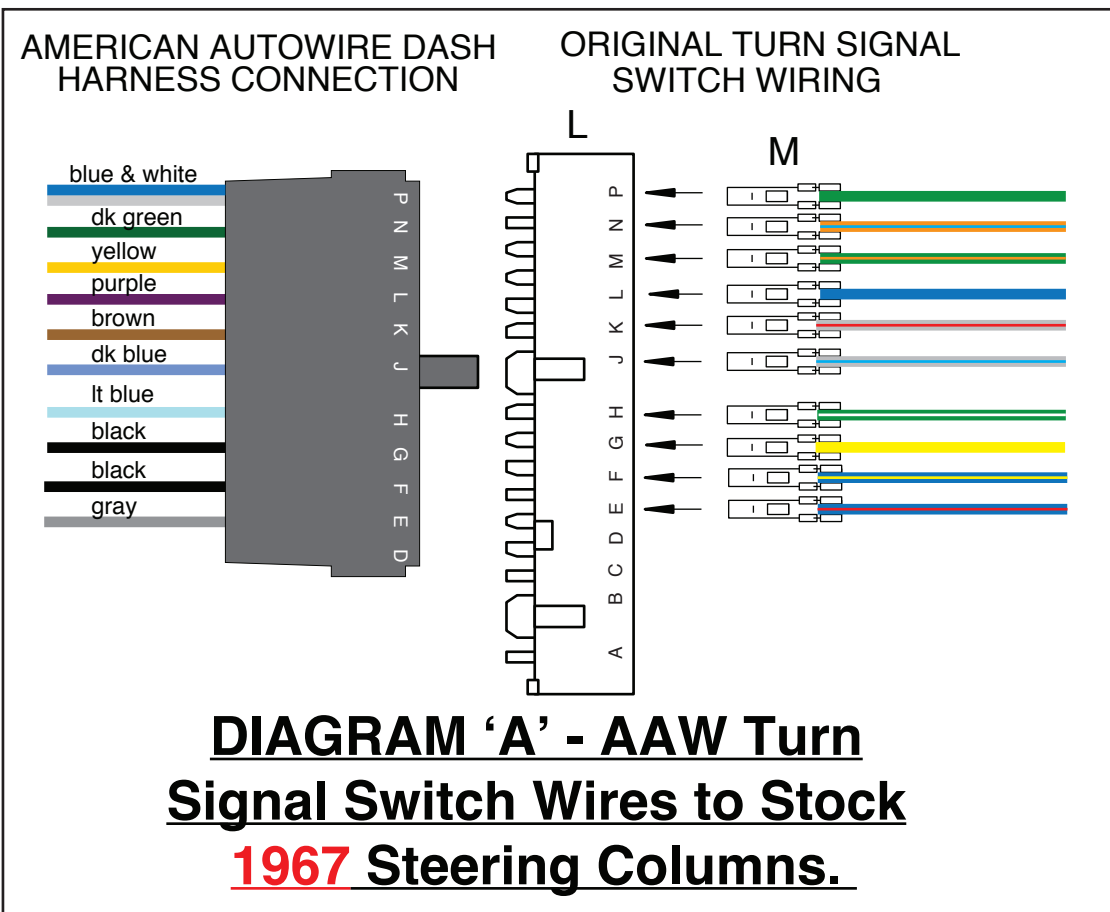 AMERICAN AUTOWIRE DASH
HARNESS CONNECTION
ORIGINAL TURN SIGNAL
SWITCH WIRING
L
M
blue & white
dk green
yellow
purple
brown
dk blue
lt blue
black
black
gray
P
N
M
L
K
J
H
G
F
E
D
P
N
M
L
K
J
H
G
F
E
D
C
B
A
DIAGRAM ‘A’ - AAW Turn
Signal Switch Wires to Stock
1967 Steering Columns.